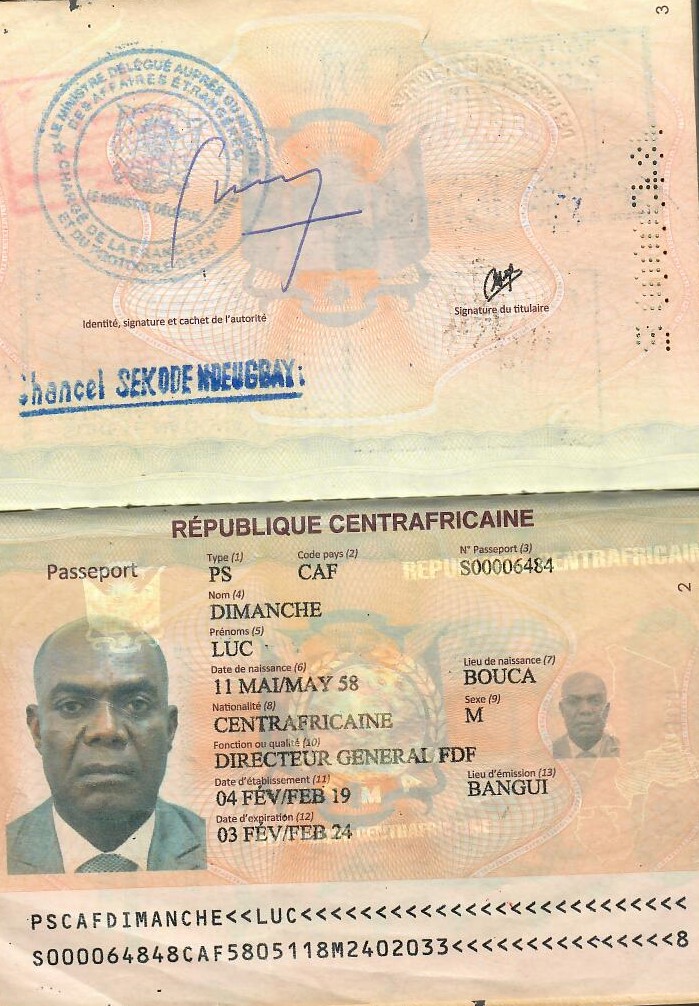 3
LE MINISTRE DÉLÉGUÉ AUPRÈS DU
DES AFFAIRES ÉTRANGÈRES
CHARGÉ DE LA FRANCOPHONIE
ET DU PROTOCOLE D'ÉTAT
LE MINISTRE DÉLÉGUÉ
Identité, signature et cachet de l'autorité
Signature du titulaire
Chancel SEKODE NDEUGBAY
RÉPUBLIQUE CENTRAFRICAINE
Passeport
Type (1) Code pays (2) N° Passeport (3)
PS CAF S00006484
REPUBLIQUE CENTRAFRICAIN
2
Nom (4)
DIMANCHE
Prénoms (5)
LUC
Date de naissance (6) Lieu de naissance (7)
11 MAI/MAY 58 BOUCA
Nationalité (8) Sexe (9)
CENTRAFRICAINE M
Fonction ou qualité (10)
DIRECTEUR GENERAL FDF
Date d'établissement (11) Lieu d'émission (13)
04 FÉV/FEB 19 BANGUI
Date d'expiration (12)
03 FÉV/FEB 24
CENTRAFRICAINE
PSCAFDIMANCHE<<LUC<<<<<<<<<<<<<<<<<<<<<<<<<<
S000064848CAF5805118M2402033<<<<<<<<<<<<<<<8